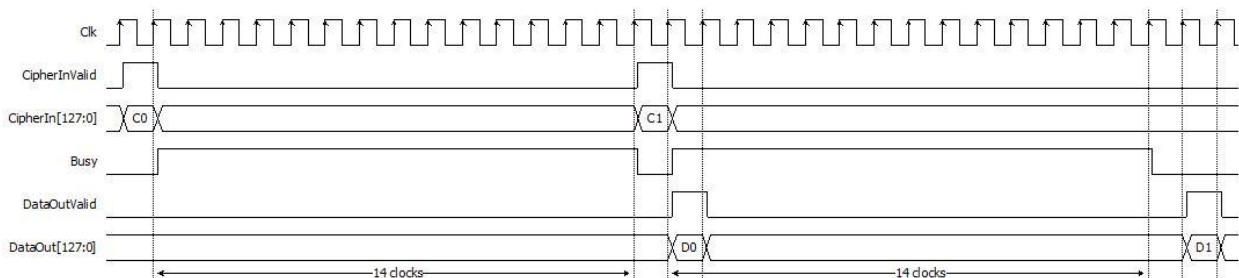 Clk
CipherInValid
CipherIn[127:0] C0 C1
Busy
DataOutValid
DataOut[127:0] D0 D1
14 clocks 14 clocks